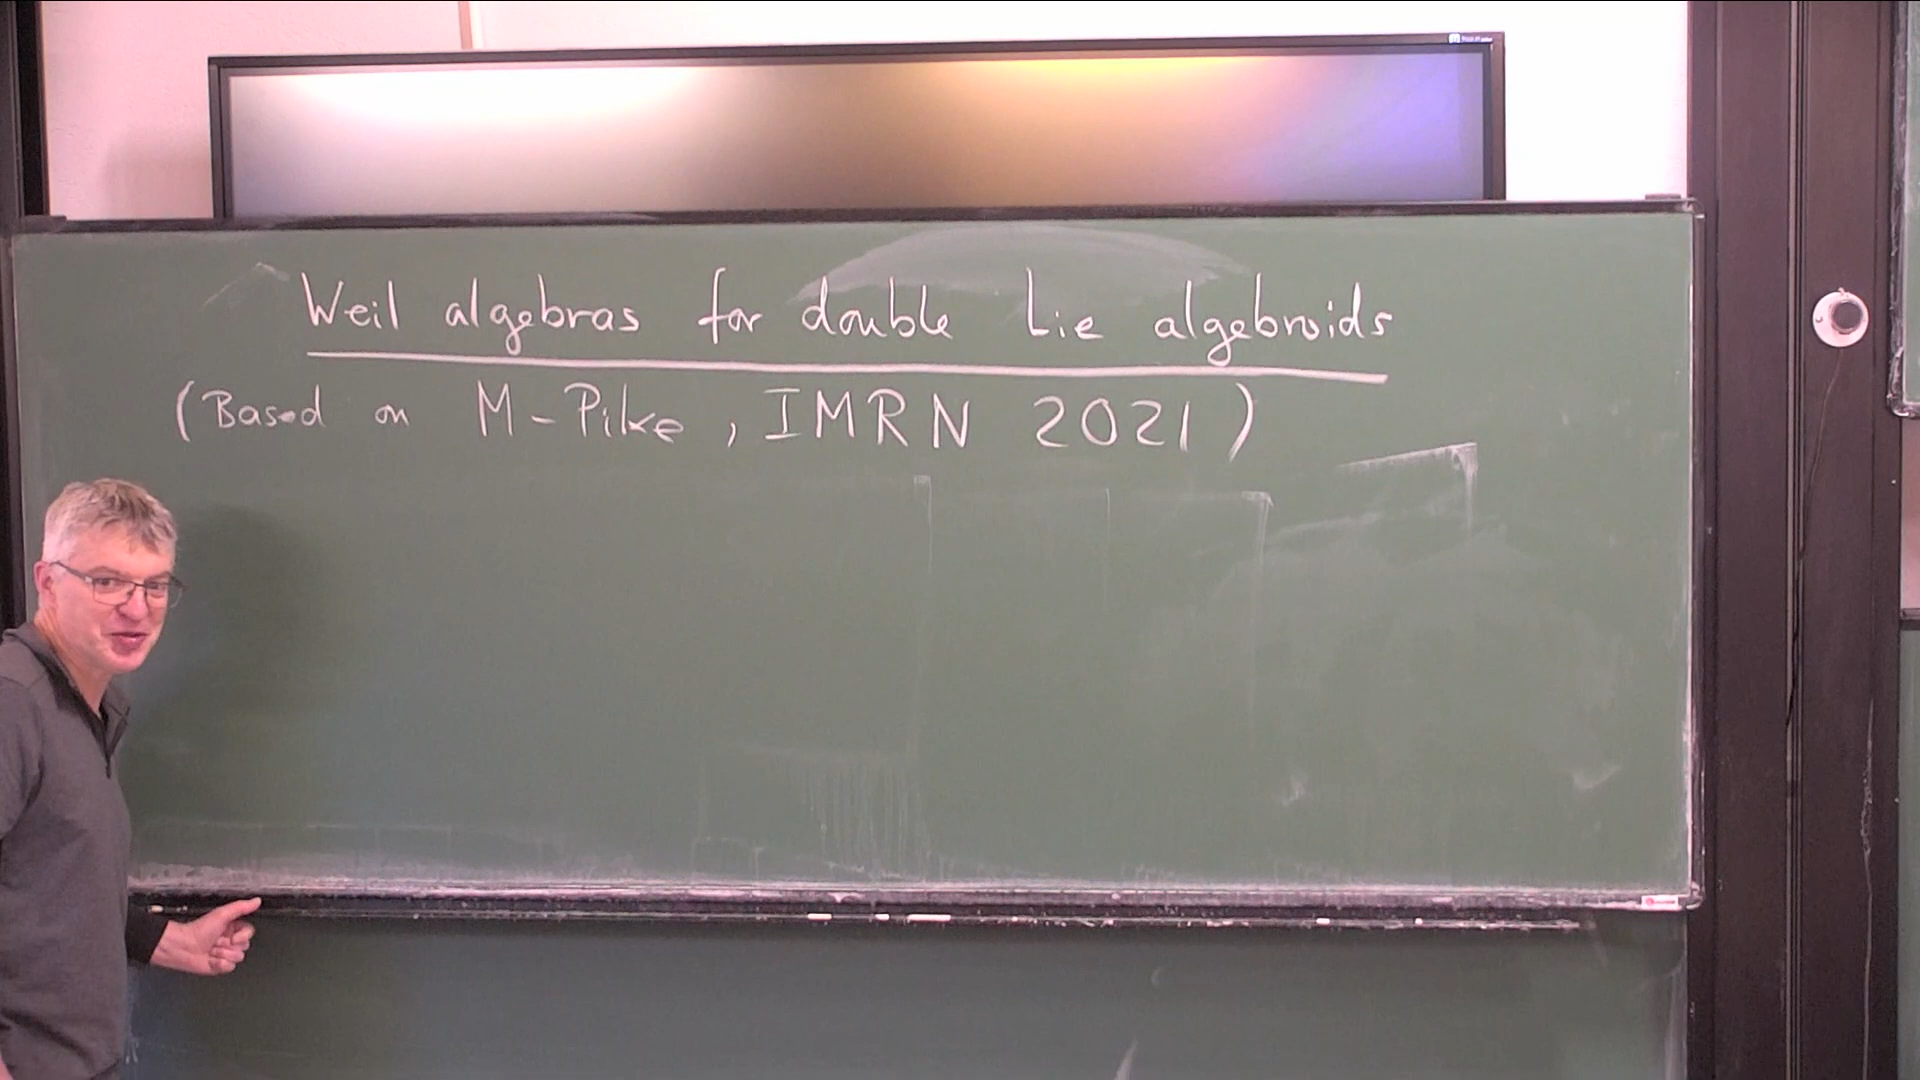 Weil algebras for double Lie algebroids
(Based on M-Pike, IMRN 2021)